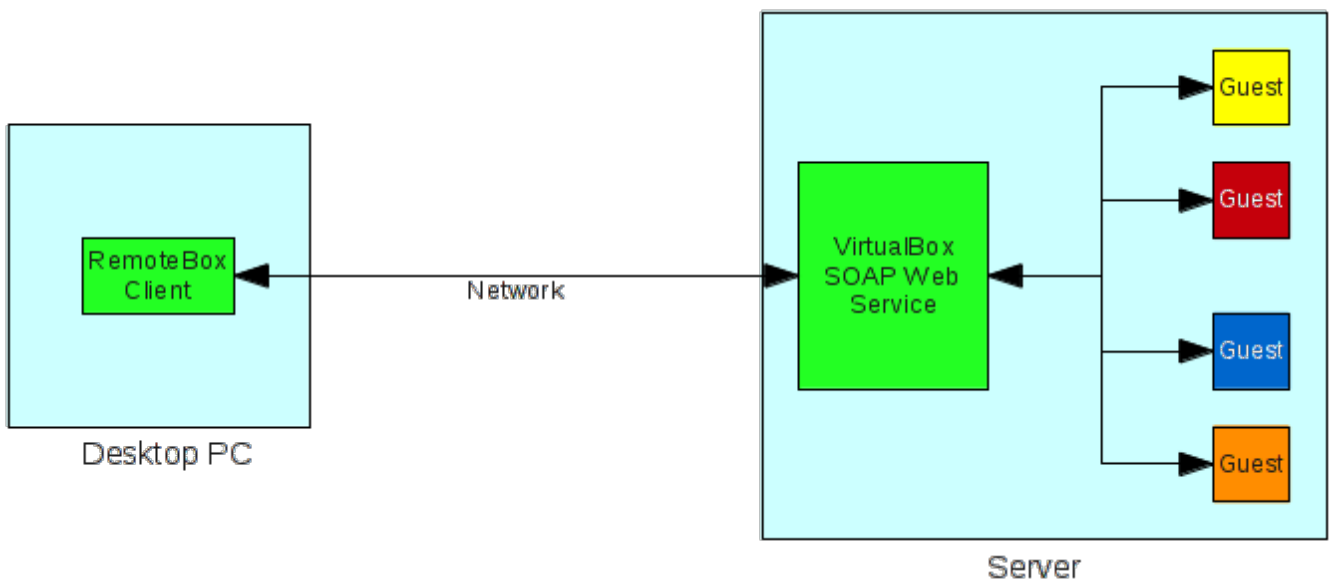 RemoteBox
Client
Desktop PC
Network
VirtualBox
SOAP Web
Service
Guest
Guest
Guest
Guest
Server